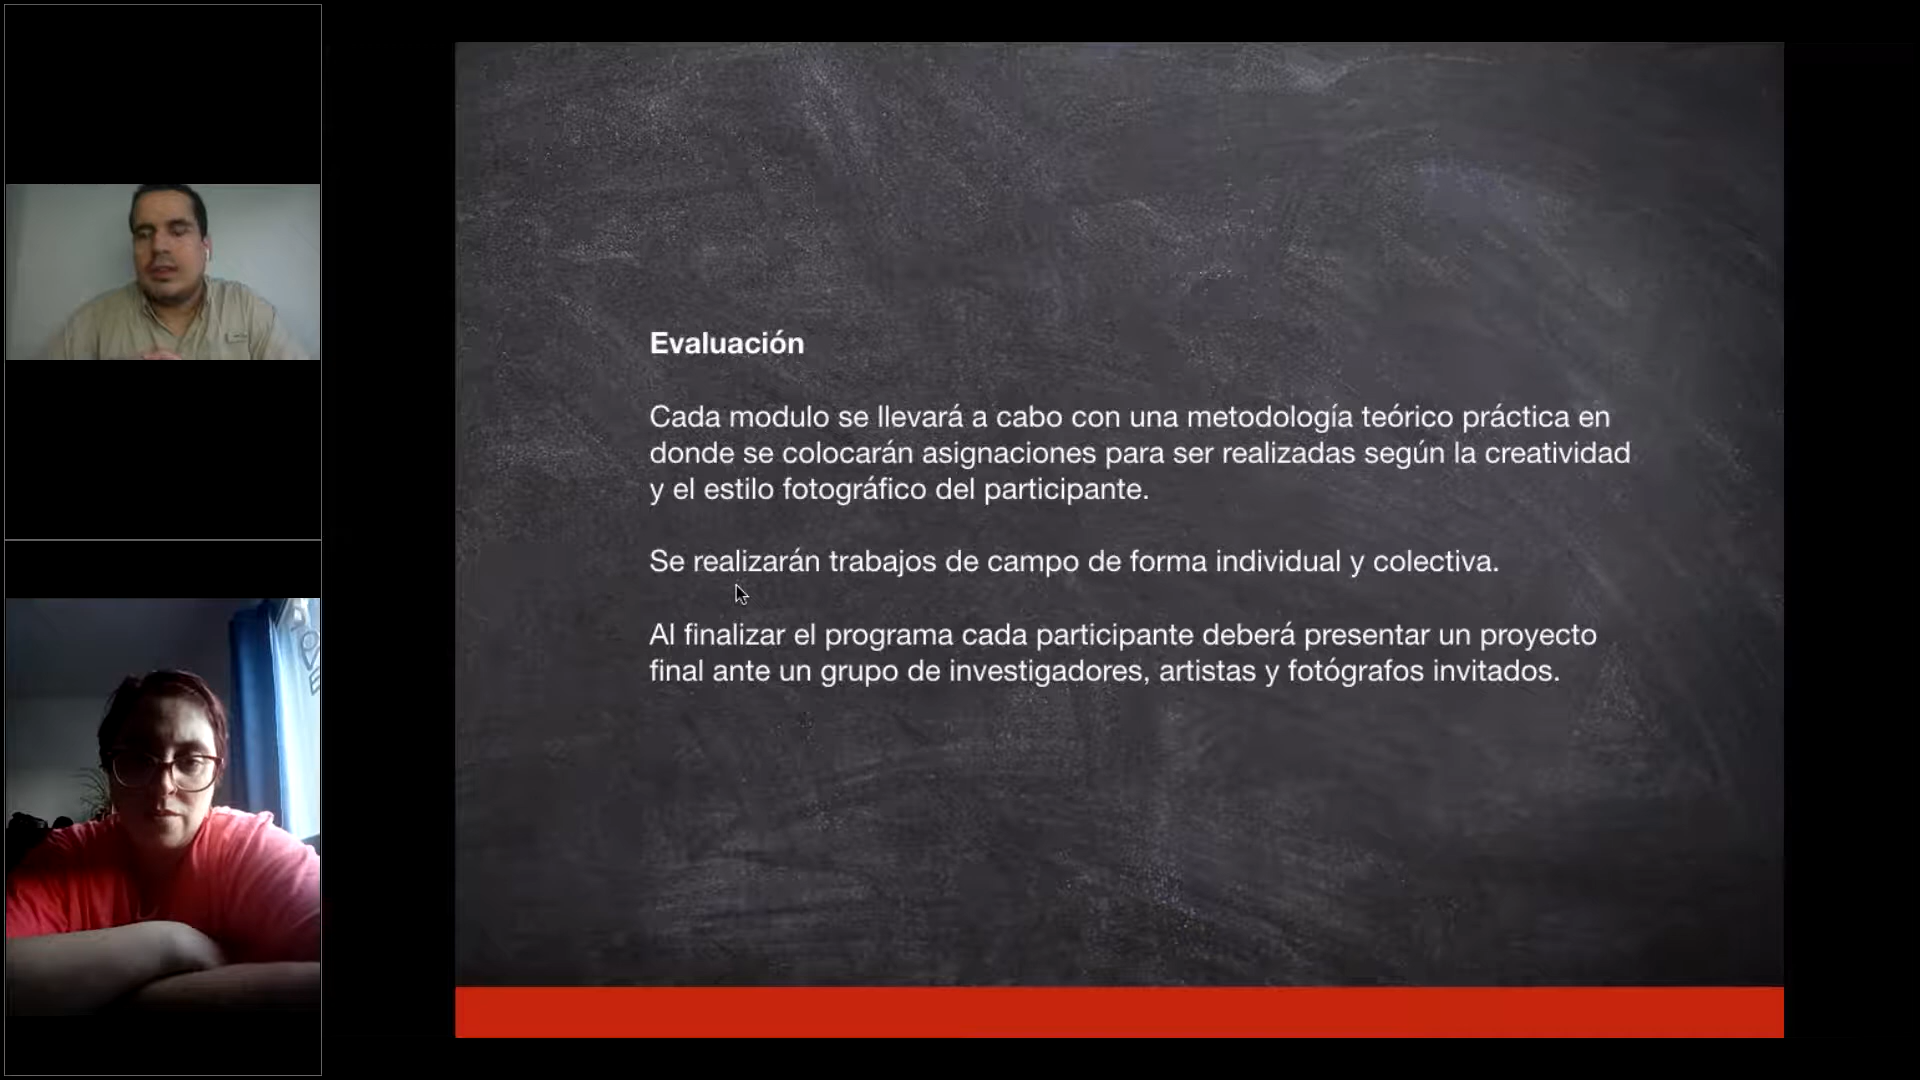 Evaluación
Cada modulo se llevará a cabo con una metodología teórico práctica en
donde se colocarán asignaciones para ser realizadas según la creatividad
y el estilo fotográfico del participante.
Se realizarán trabajos de campo de forma individual y colectiva.
Al finalizar el programa cada participante deberá presentar un proyecto
final ante un grupo de investigadores, artistas y fotógrafos invitados.